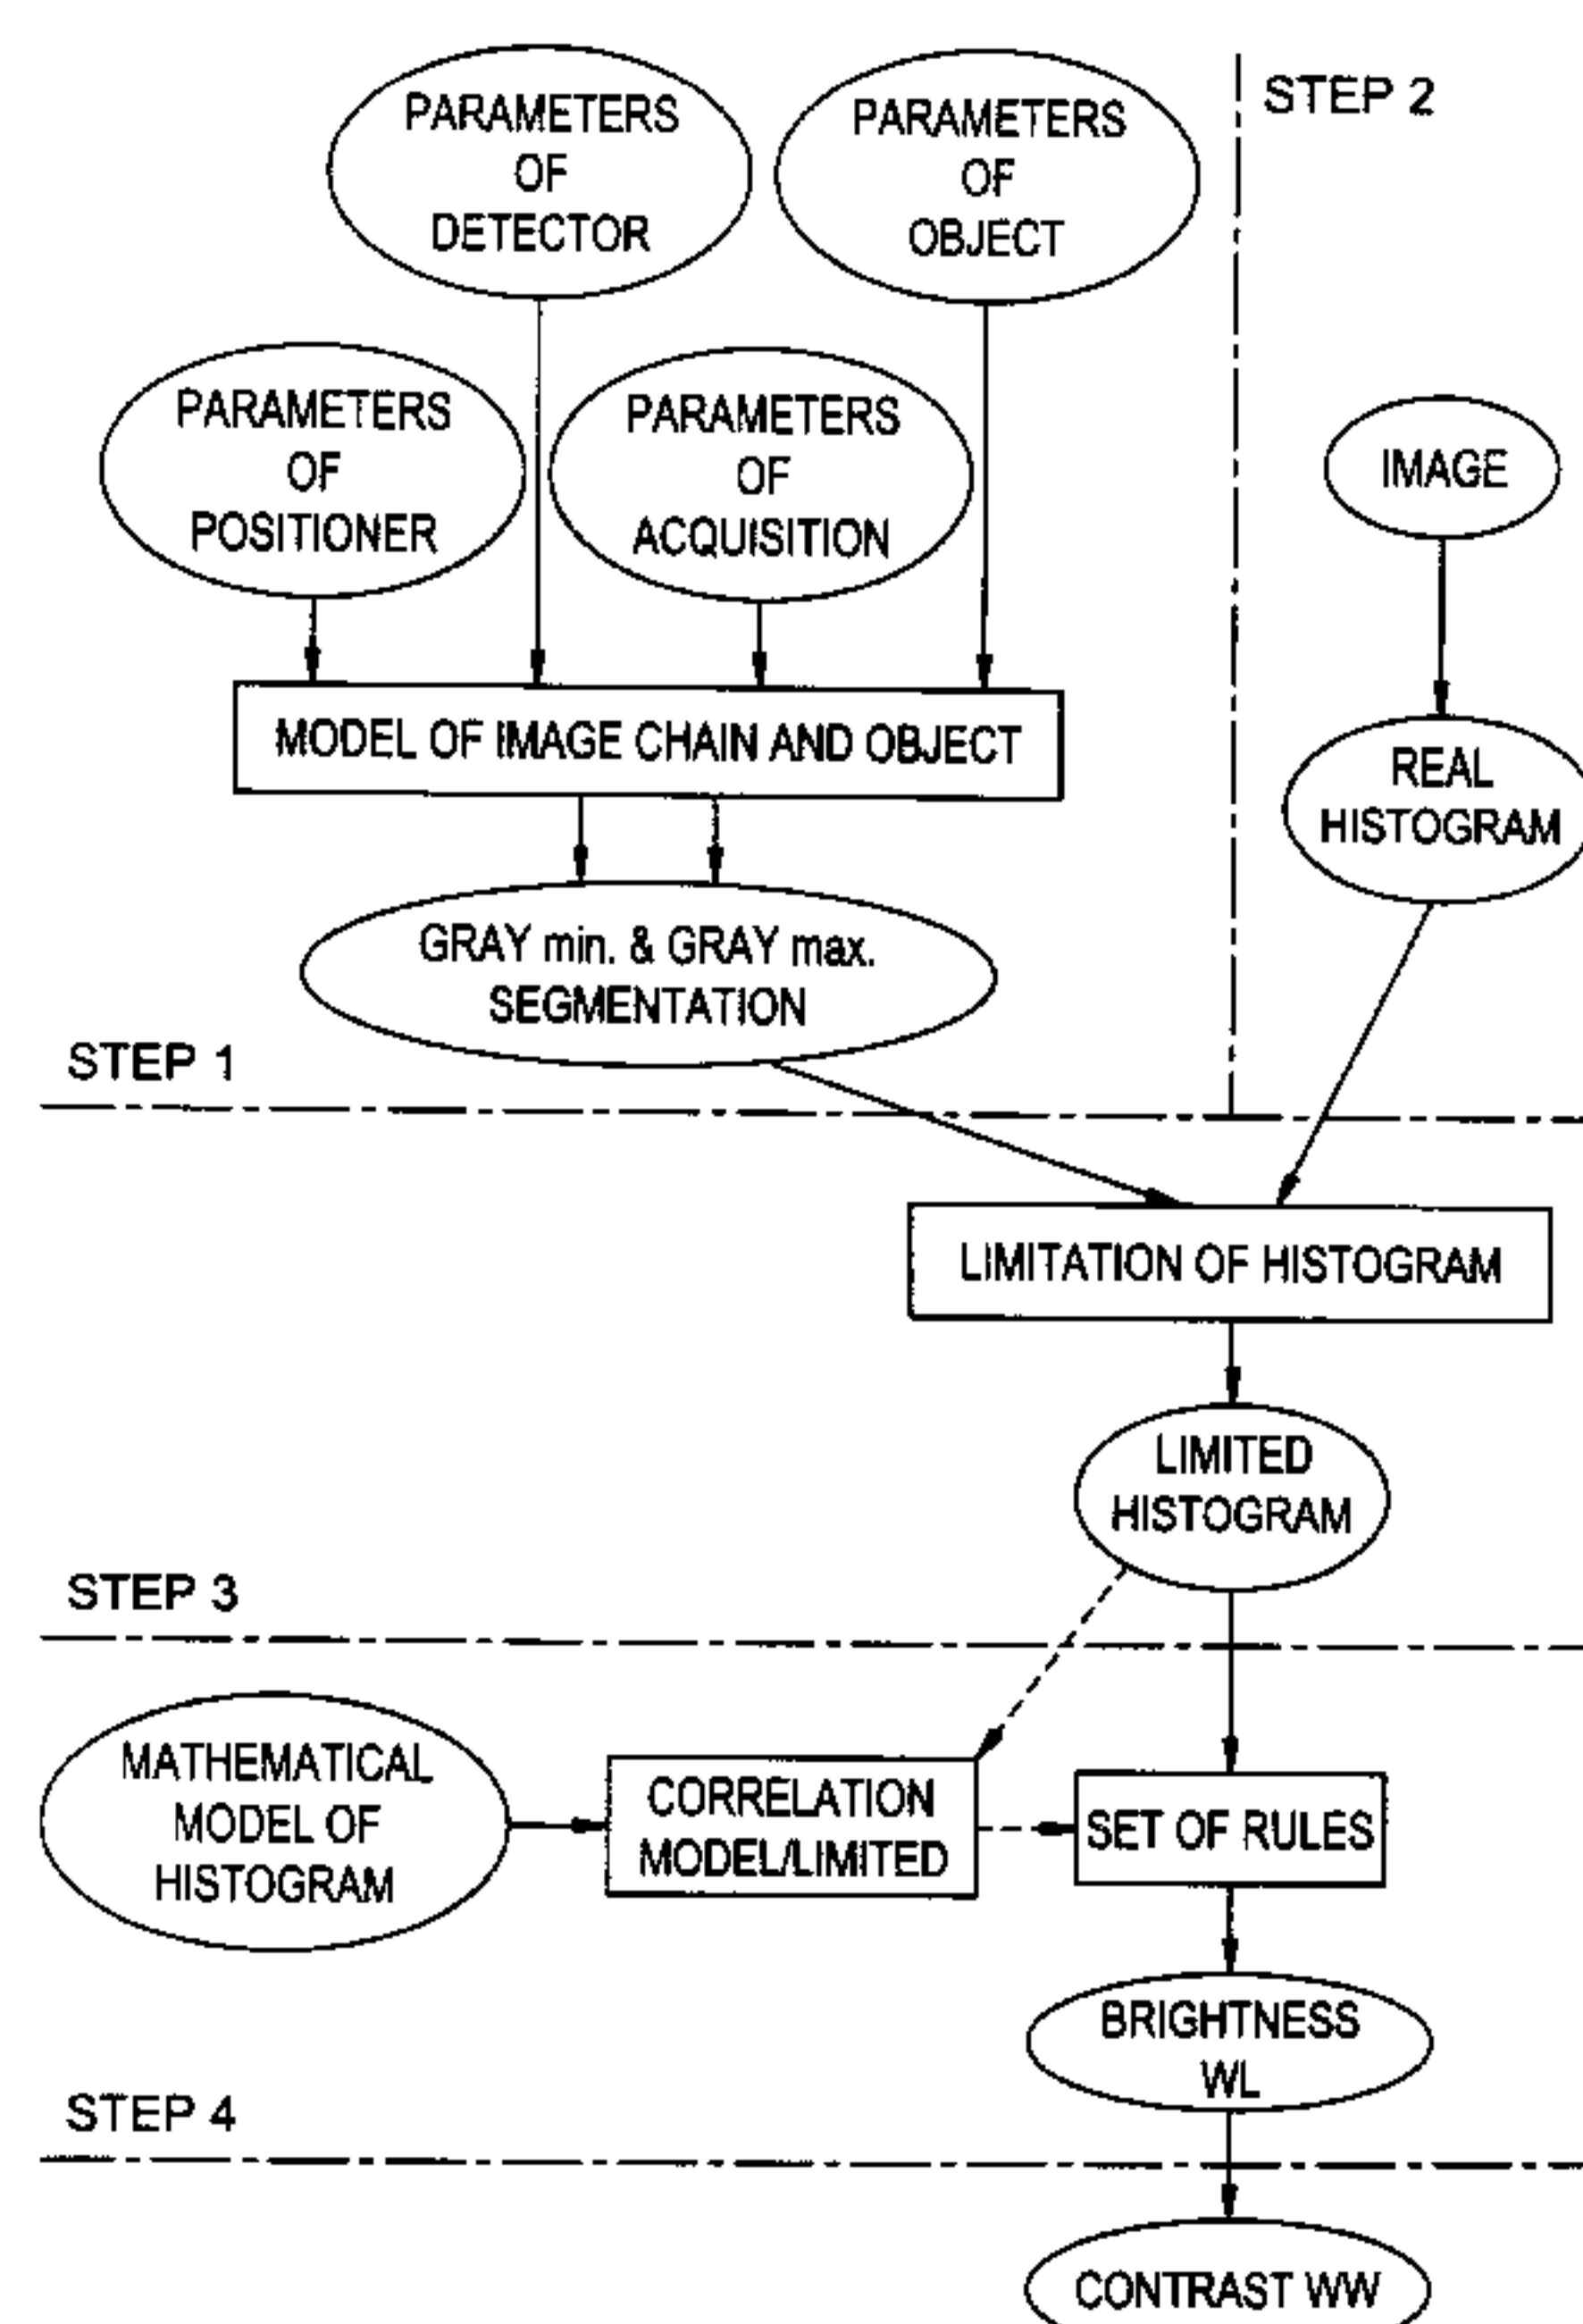 PARAMETERS
OF
DETECTOR
PARAMETERS
OF
OBJECT
STEP 2
PARAMETERS
OF
POSITIONER
PARAMETERS
OF
ACQUISITION
IMAGE
MODEL OF IMAGE CHAIN AND OBJECT
REAL
HISTOGRAM
GRAY min. & GRAY max.
SEGMENTATION
STEP 1
LIMITATION OF HISTOGRAM
LIMITED
HISTOGRAM
STEP 3
MATHEMATICAL
MODEL OF
HISTOGRAM
CORRELATION
MODEL/LIMITED
SET OF RULES
BRIGHTNESS
WL
STEP 4
CONTRAST WW